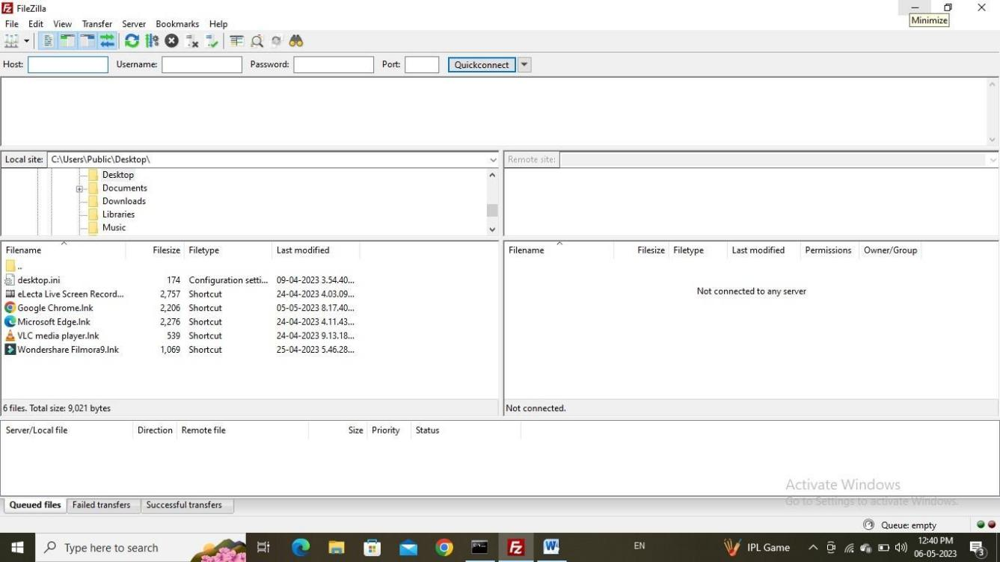 FileZilla
Minimize
File Edit View Transfer Server Bookmarks Help
Host: Username: Password: Port: Quickconnect
Local site: C:\Users\Public\Desktop\ Remote site:
Desktop
Documents
Downloads
Libraries
Music
Filename Filesize Filetype Last modified
..
desktop.ini 174 Configuration setti... 09-04-2023 3.54.40...
eLecta Live Screen Record... 2,757 Shortcut 24-04-2023 4.03.09...
Google Chrome.lnk 2,206 Shortcut 05-05-2023 8.17.40...
Microsoft Edge.lnk 2,276 Shortcut 24-04-2023 4.11.43...
VLC media player.lnk 539 Shortcut 24-04-2023 9.13.18...
Wondershare Filmora9.lnk 1,069 Shortcut 25-04-2023 5.46.28...
6 files. Total size: 9,021 bytes
Filename Filesize Filetype Last modified Permissions Owner/Group
Not connected to any server
Not connected.
Server/Local file Direction Remote file Size Priority Status
Activate Windows
Go to Settings to activate Windows.
Queued files Failed transfers Successful transfers
Queue: empty
Type here to search
EN
IPL Game
12:40 PM
06-05-2023
3